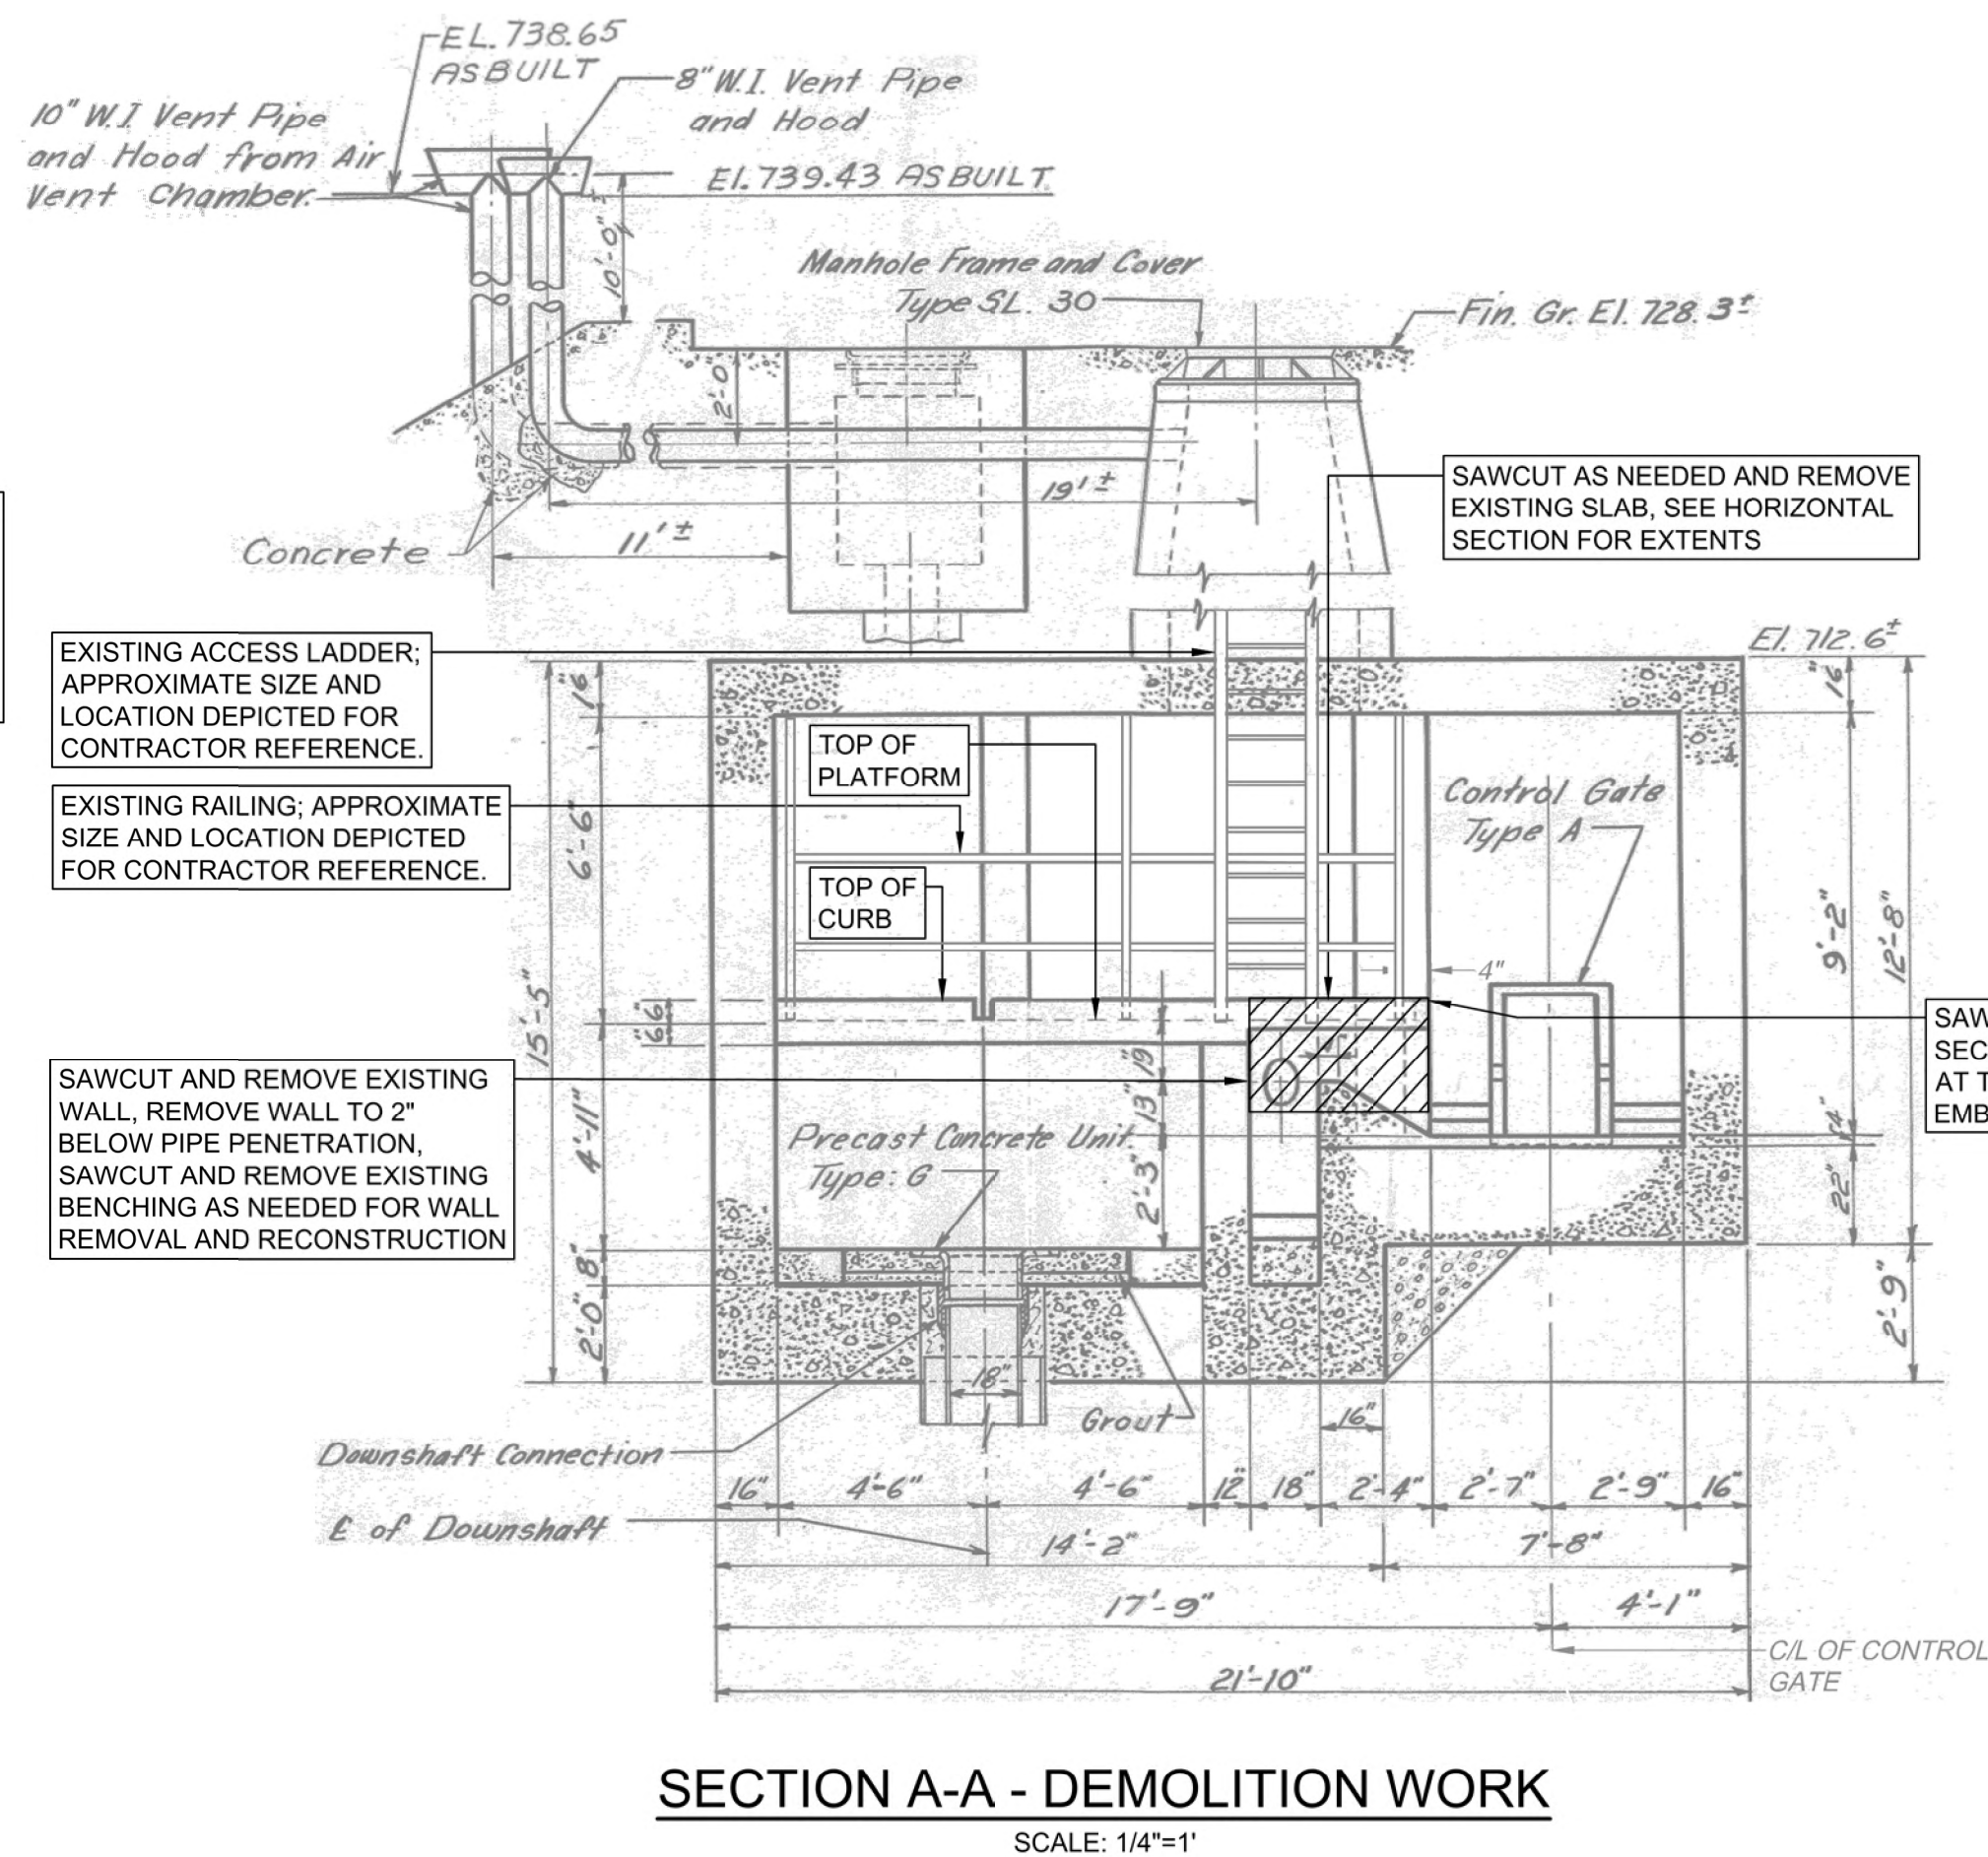 EL. 738.65
AS BUILT
8" W.I. Vent Pipe
and Hood
10" W.I Vent Pipe
and Hood from Air
Vent Chamber.
El. 739.43 AS BUILT
10'-0" ±
Manhole Frame and Cover
Type SL. 30
Fin. Gr. El. 728.3±
2'-0
19'±
11'±
Concrete
SAWCUT AS NEEDED AND REMOVE
EXISTING SLAB, SEE HORIZONTAL
SECTION FOR EXTENTS
EXISTING ACCESS LADDER;
APPROXIMATE SIZE AND
LOCATION DEPICTED FOR
CONTRACTOR REFERENCE.
El. 712.6±
16"
16"
TOP OF
PLATFORM
EXISTING RAILING; APPROXIMATE
SIZE AND LOCATION DEPICTED
FOR CONTRACTOR REFERENCE.
6'-6"
Control Gate
Type A
TOP OF
CURB
9'-2"
12'-8"
4"
15'-5"
6"
6"
SAW
SEC
AT T
EMB
SAWCUT AND REMOVE EXISTING
WALL, REMOVE WALL TO 2"
BELOW PIPE PENETRATION,
SAWCUT AND REMOVE EXISTING
BENCHING AS NEEDED FOR WALL
REMOVAL AND RECONSTRUCTION
4'-11"
19"
13"
2'-3"
Precast Concrete Unit
Type: G
22"
8"
2'-0"
2'-9"
18"
Grout
16"
Downshaft Connection
16" 4'-6" 4'-6" 12" 18" 2'-4" 2'-7" 2'-9" 16"
℄ of Downshaft
14'-2" 7'-8"
17'-9" 4'-1"
C/L OF CONTROL
GATE
21'-10"
SECTION A-A - DEMOLITION WORK
SCALE: 1/4"=1'